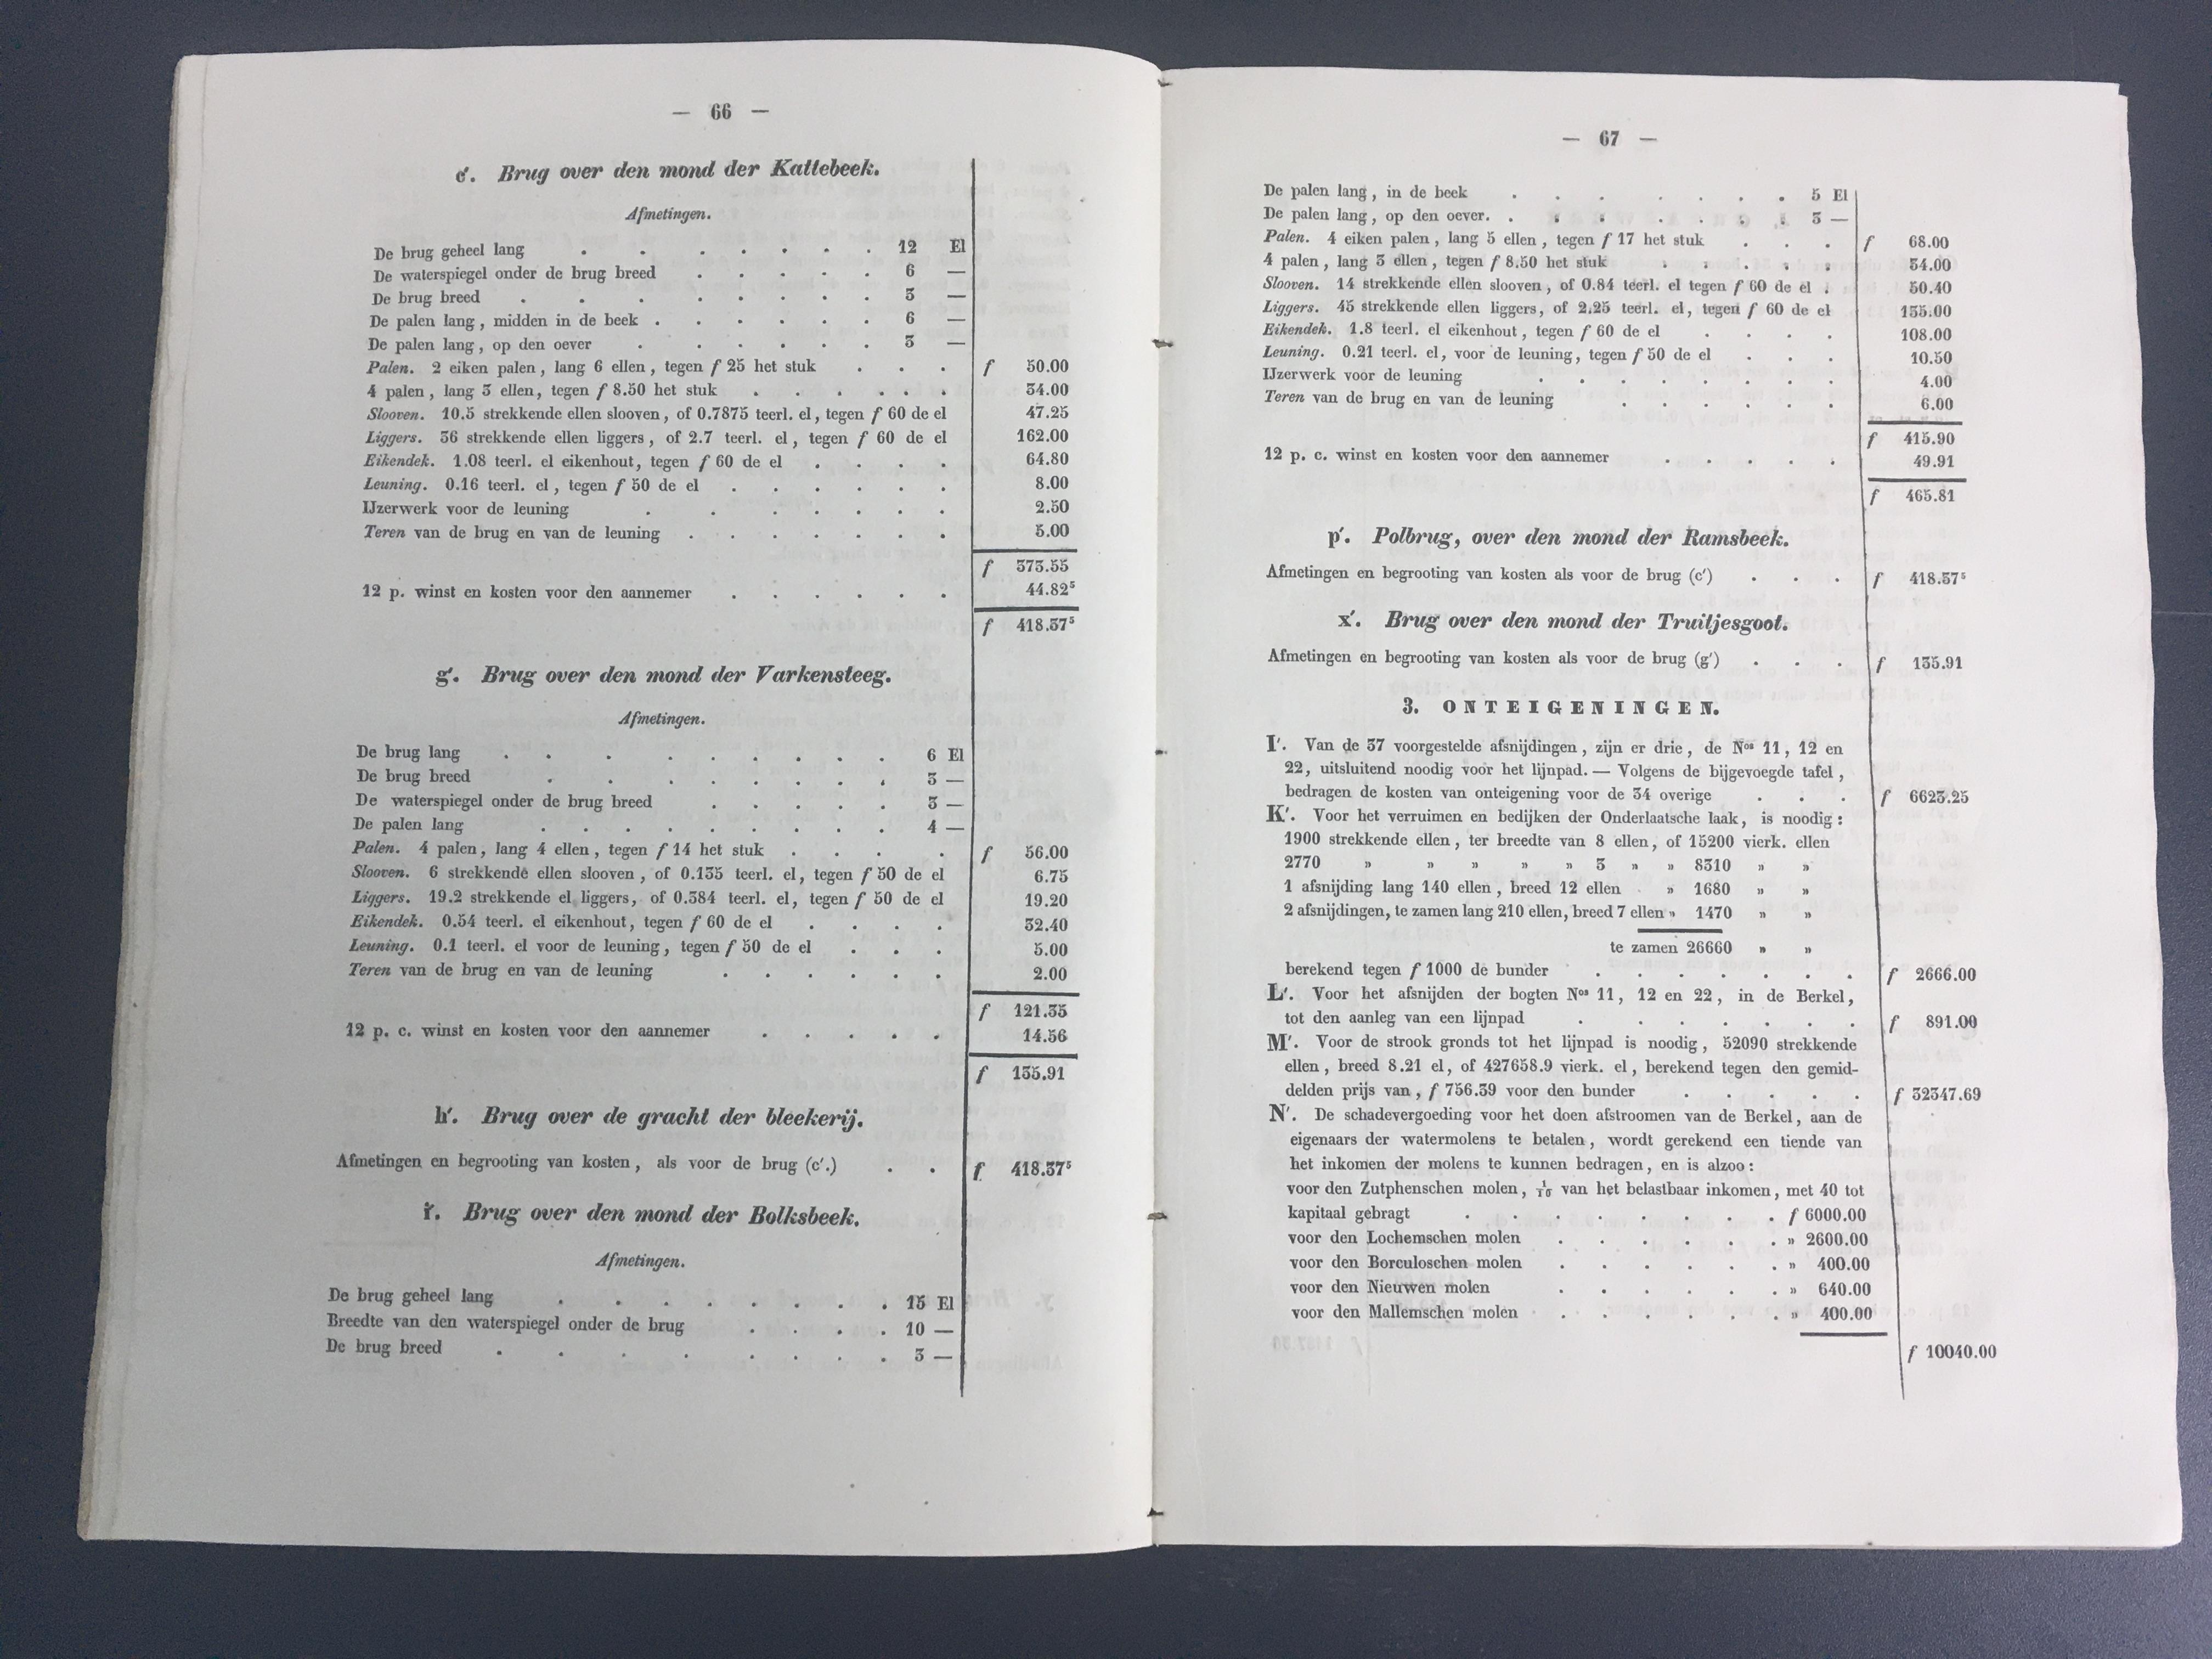 — 66 —
c'. Brug over den mond der Kattebeek.
Afmetingen.
De brug geheel lang . . . . . . . 12 El
De waterspiegel onder de brug breed . . . . . 6 —
De brug breed . . . . . . . . 3 —
De palen lang, midden in de beek . . . . . . 6 —
De palen lang, op den oever . . . . . . 3 —
Palen. 2 eiken palen, lang 6 ellen, tegen f 25 het stuk . . . f 50.00
4 palen, lang 3 ellen, tegen f 8.50 het stuk . . . . . 34.00
Slooven. 10.5 strekkende ellen slooven, of 0.7875 teerl. el, tegen f 60 de el 47.25
Liggers. 36 strekkende ellen liggers, of 2.7 teerl. el, tegen f 60 de el 162.00
Eikendek. 1.08 teerl. el eikenhout, tegen f 60 de el . . . . 64.80
Leuning. 0.16 teerl. el, tegen f 50 de el . . . . . . 8.00
IJzerwerk voor de leuning . . . . . . 2.50
Teren van de brug en van de leuning . . . . . . 5.00
f 373.55
12 p. winst en kosten voor den aannemer . . . . . . 44.82⁵
f 418.37⁵
g'. Brug over den mond der Varkensteeg.
Afmetingen.
De brug lang . . . . . . . . . 6 El
De brug breed . . . . . . . 3 —
De waterspiegel onder de brug breed . . . . . 3 —
De palen lang . . . . . . . . . 4 —
Palen. 4 palen, lang 4 ellen, tegen f 14 het stuk . . . . f 56.00
Slooven. 6 strekkende ellen slooven, of 0.135 teerl. el, tegen f 50 de el 6.75
Liggers. 19.2 strekkende el liggers, of 0.384 teerl. el, tegen f 50 de el 19.20
Eikendek. 0.54 teerl. el eikenhout, tegen f 60 de el . . . . 32.40
Leuning. 0.1 teerl. el voor de leuning, tegen f 50 de el . . . 5.00
Teren van de brug en van de leuning . . . . . . 2.00
f 121.35
12 p. c. winst en kosten voor den aannemer . . . . . 14.56
f 135.91
h'. Brug over de gracht der bleekerij.
Afmetingen en begrooting van kosten, als voor de brug (c'.) . . f 418.37⁵
i'. Brug over den mond der Bolksbeek.
Afmetingen.
De brug geheel lang . . . . . . . . 15 El
Breedte van den waterspiegel onder de brug . . . . 10 —
De brug breed . . . . . . . . 3 —
— 67 —
De palen lang, in de beek . . . . . . . 5 El
De palen lang, op den oever. . . . . . . . 3 —
Palen. 4 eiken palen, lang 5 ellen, tegen f 17 het stuk . . . f 68.00
4 palen, lang 3 ellen, tegen f 8.50 het stuk . . . . . 34.00
Slooven. 14 strekkende ellen slooven, of 0.84 teerl. el tegen f 60 de el . 50.40
Liggers. 45 strekkende ellen liggers, of 2.25 teerl. el, tegen f 60 de el 135.00
Eikendek. 1.8 teerl. el eikenhout, tegen f 60 de el . . . . 108.00
Leuning. 0.21 teerl. el, voor de leuning, tegen f 50 de el . . . 10.50
IJzerwerk voor de leuning . . . . . . . . 4.00
Teren van de brug en van de leuning . . . . . . 6.00
f 415.90
12 p. c. winst en kosten voor den aannemer . . . . . 49.91
f 465.81
p'. Polbrug, over den mond der Ramsbeek.
Afmetingen en begrooting van kosten als voor de brug (c') . . . f 418.37⁵
x'. Brug over den mond der Truitjesgoot.
Afmetingen en begrooting van kosten als voor de brug (g') . . . f 135.91
3. ONTEIGENINGEN.
I'. Van de 37 voorgestelde afsnijdingen, zijn er drie, de Nos 11, 12 en
22, uitsluitend noodig voor het lijnpad. — Volgens de bijgevoegde tafel,
bedragen de kosten van onteigening voor de 34 overige . . . f 6623.25
K'. Voor het verruimen en bedijken der Onderlaatsche laak, is noodig:
1900 strekkende ellen, ter breedte van 8 ellen, of 15200 vierk. ellen
2770 » » » » 3 » » 8310 » »
1 afsnijding lang 140 ellen, breed 12 ellen » 1680 » »
2 afsnijdingen, te zamen lang 210 ellen, breed 7 ellen » 1470 » »
te zamen 26660 » »
berekend tegen f 1000 de bunder . . . . . . . f 2666.00
L'. Voor het afsnijden der bogten Nos 11, 12 en 22, in de Berkel,
tot den aanleg van een lijnpad . . . . . . f 891.00
M'. Voor de strook gronds tot het lijnpad is noodig, 52090 strekkende
ellen, breed 8.21 el, of 427658.9 vierk. el, berekend tegen den gemid-
delden prijs van, f 756.39 voor den bunder . . . . . f 32347.69
N'. De schadevergoeding voor het doen afstroomen van de Berkel, aan de
eigenaars der watermolens te betalen, wordt gerekend een tiende van
het inkomen der molens te kunnen bedragen, en is alzoo:
voor den Zutphenschen molen, 1/10 van het belastbaar inkomen, met 40 tot
kapitaal gebragt . . . . . . . . f 6000.00
voor den Lochemschen molen . . . . . . » 2600.00
voor den Borculoschen molen . . . . . . » 400.00
voor den Nieuwen molen . . . . . . » 640.00
voor den Mallemschen molen . . . . . . » 400.00
f 10040.00